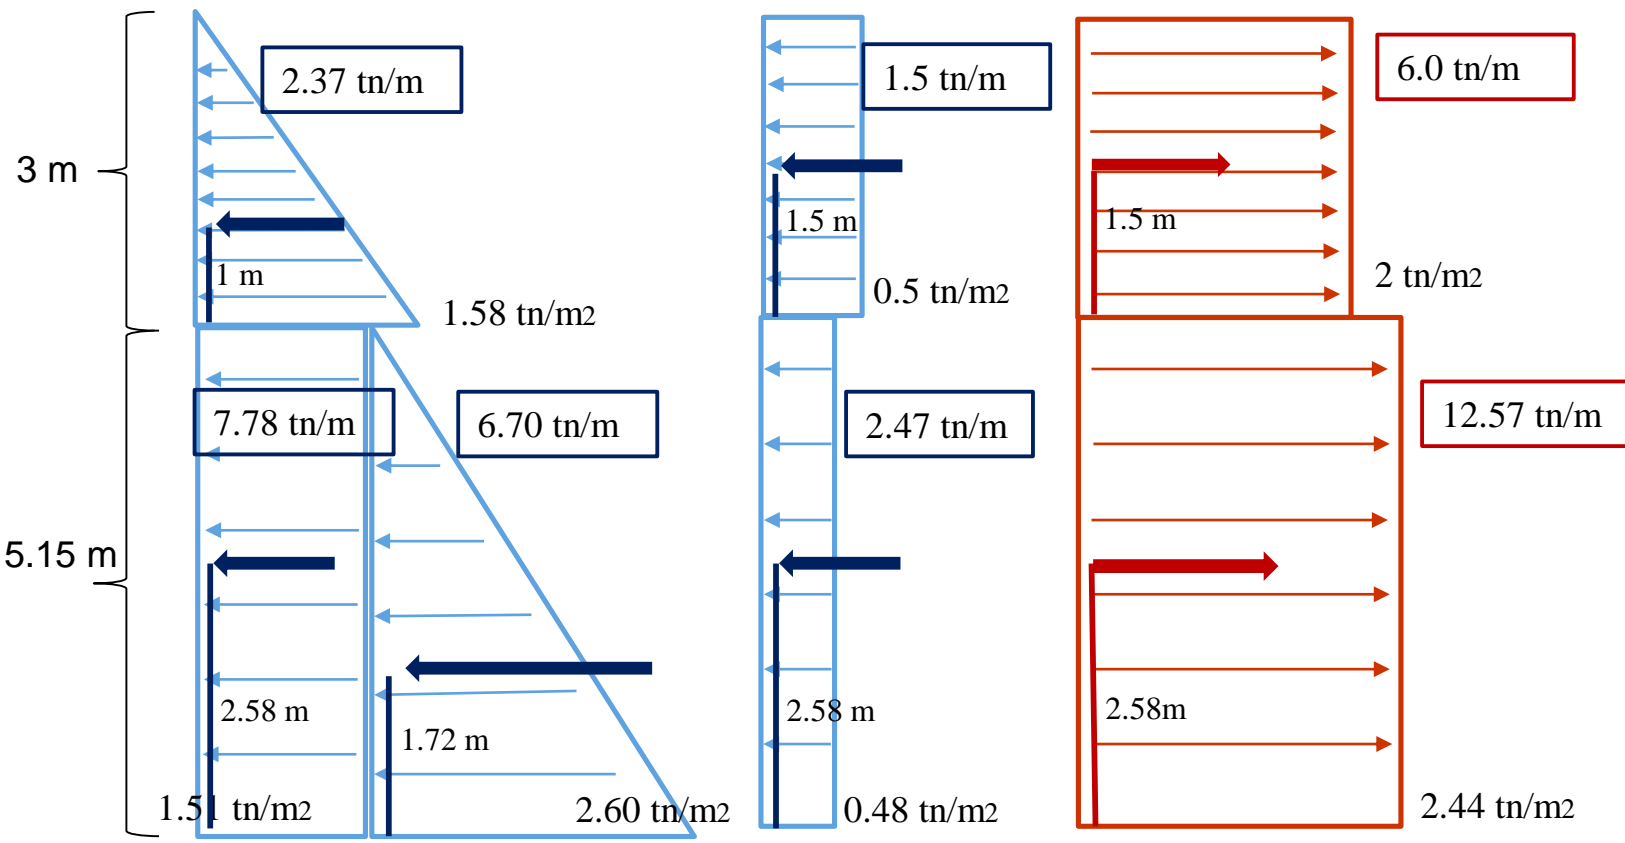 2.37 tn/m
1.5 tn/m
6.0 tn/m
3 m
1 m
1.5 m
1.5 m
1.58 tn/m2
0.5 tn/m2
2 tn/m2
7.78 tn/m
6.70 tn/m
2.47 tn/m
12.57 tn/m
5.15 m
2.58 m
1.72 m
2.58 m
2.58m
1.51 tn/m2
2.60 tn/m2
0.48 tn/m2
2.44 tn/m2